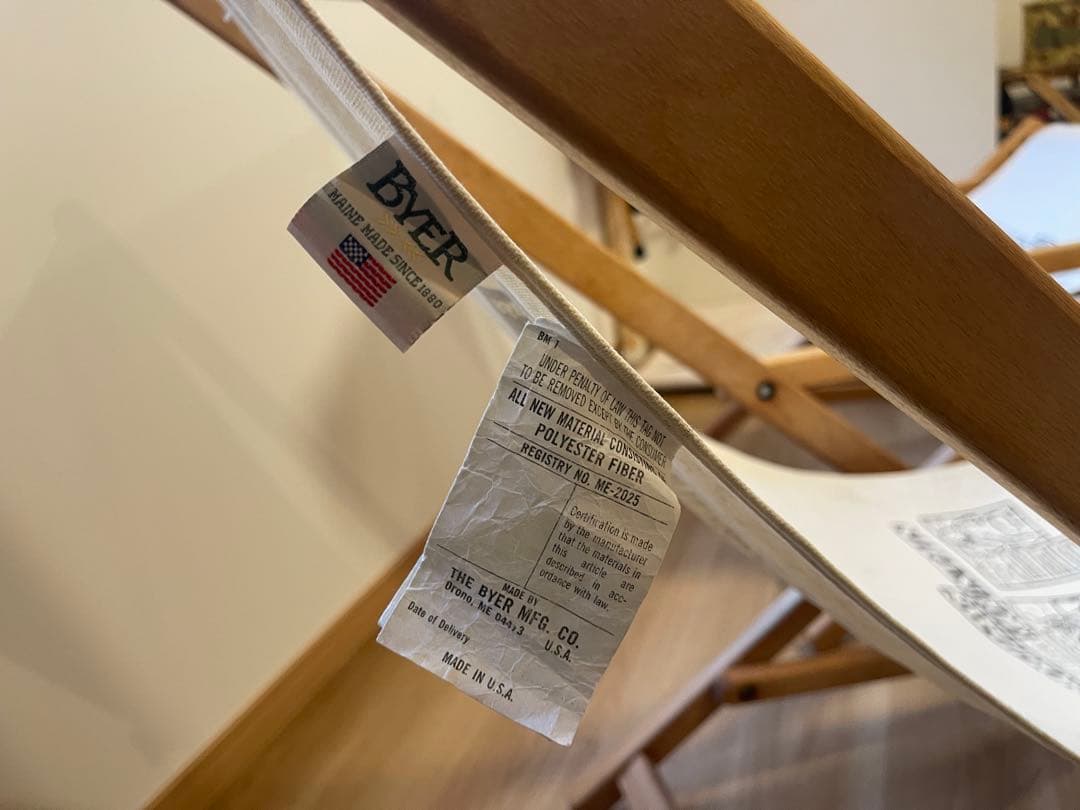 BYER
MAINE MADE SINCE 1880
BM 1
UNDER PENALTY OF LAW THIS TAG NOT
TO BE REMOVED EXCEPT BY THE CONSUMER
ALL NEW MATERIAL
POLYESTER FIBER
REGISTRY NO. ME-2025
Certification is made
by the manufacturer
that the materials in
this article are
described in acc-
ordance with law.
MADE BY
THE BYER MFG. CO.
Orono, ME 04473 U.S.A.
Date of Delivery
MADE IN U.S.A.